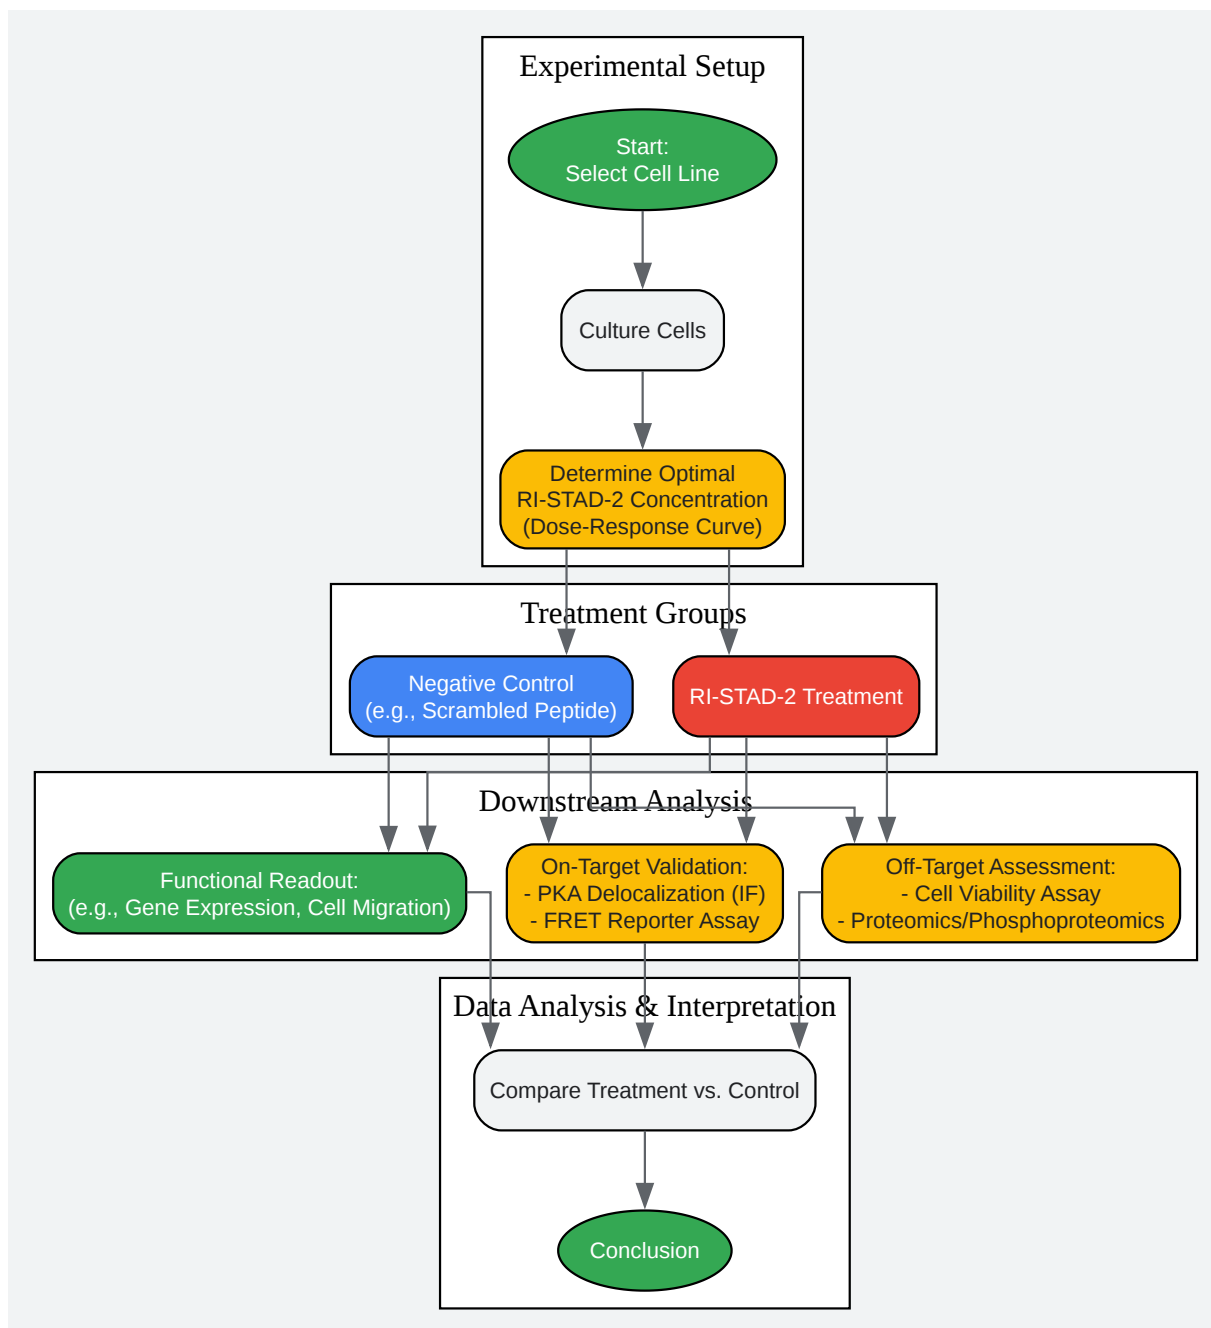 Experimental Setup
Start:
Select Cell Line
Culture Cells
Determine Optimal
RI-STAD-2 Concentration
(Dose-Response Curve)
Treatment Groups
Negative Control
(e.g., Scrambled Peptide)
RI-STAD-2 Treatment
Downstream Analysis
Functional Readout:
(e.g., Gene Expression, Cell Migration)
On-Target Validation:
- PKA Delocalization (IF)
- FRET Reporter Assay
Off-Target Assessment:
- Cell Viability Assay
- Proteomics/Phosphoproteomics
Data Analysis & Interpretation
Compare Treatment vs. Control
Conclusion